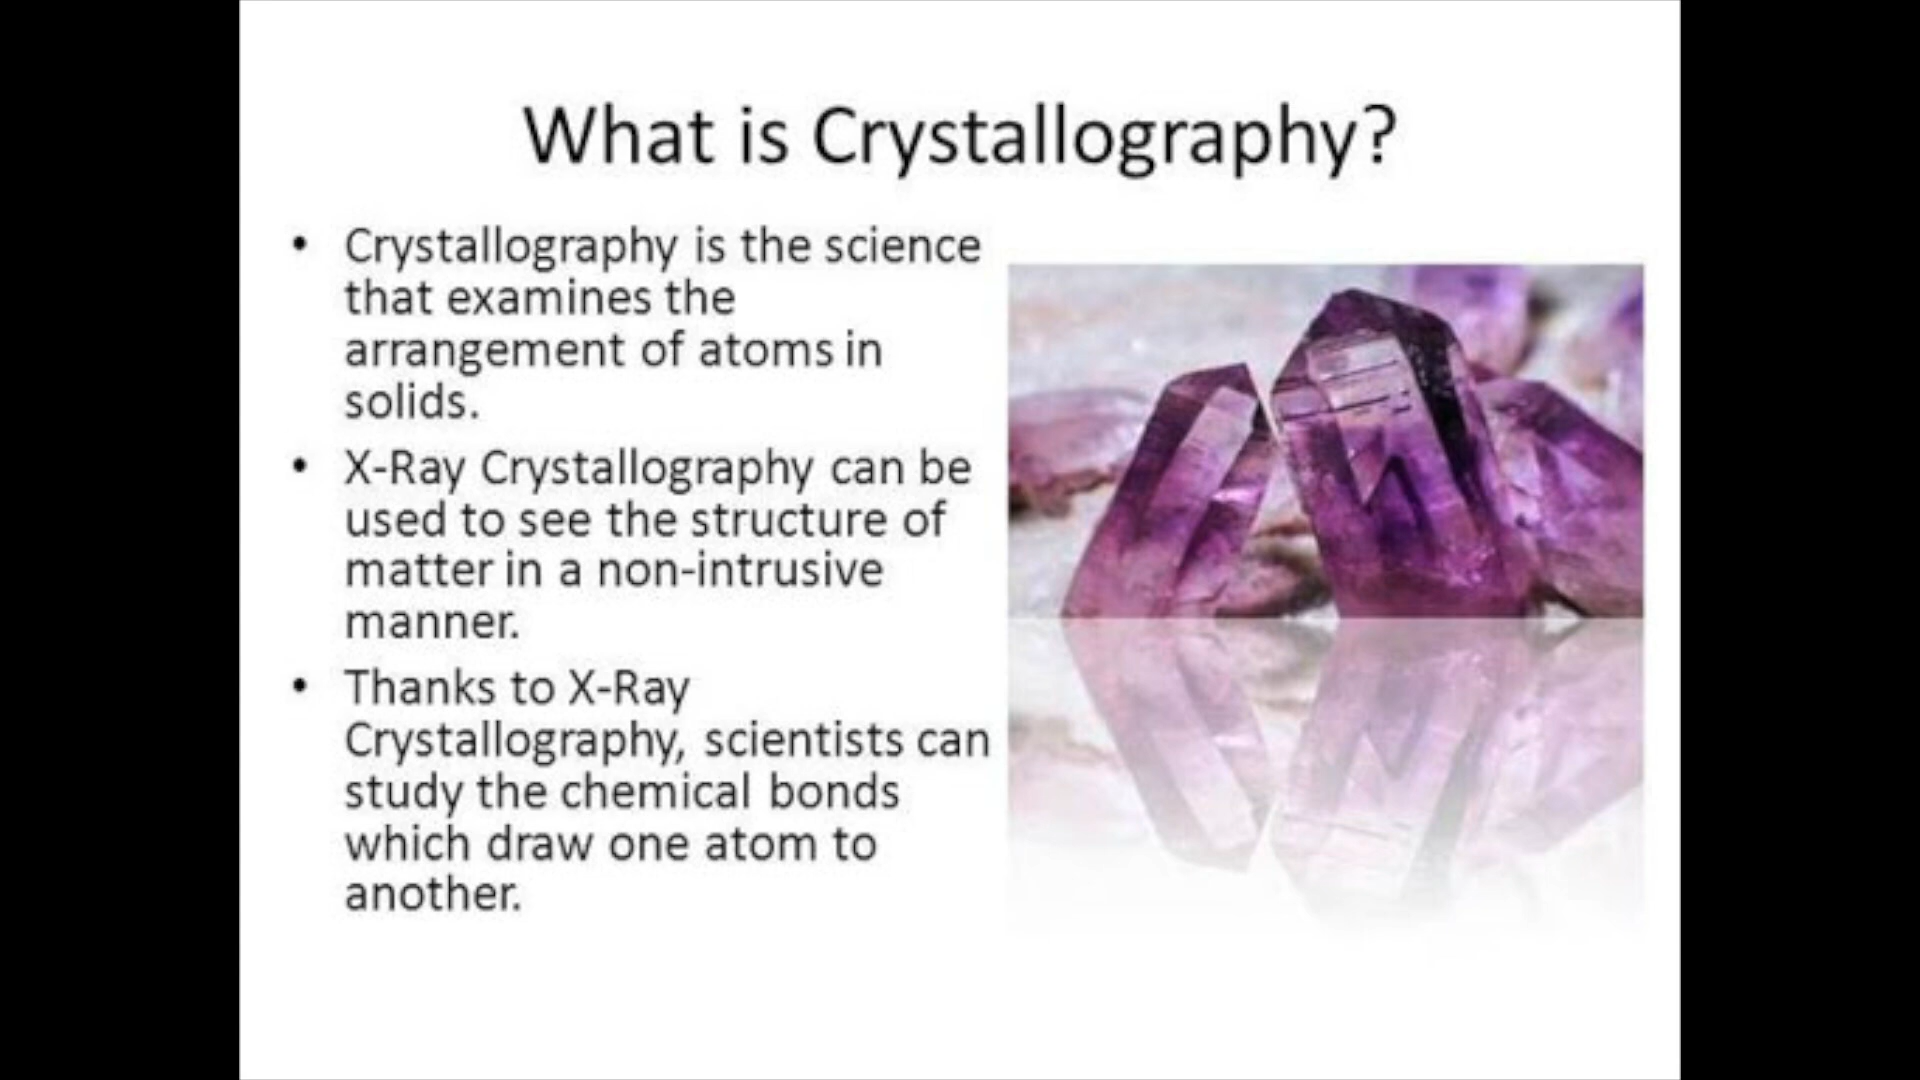 What is Crystallography?
• Crystallography is the science
that examines the
arrangement of atoms in
solids.
• X-Ray Crystallography can be
used to see the structure of
matter in a non-intrusive
manner.
• Thanks to X-Ray
Crystallography, scientists can
study the chemical bonds
which draw one atom to
another.